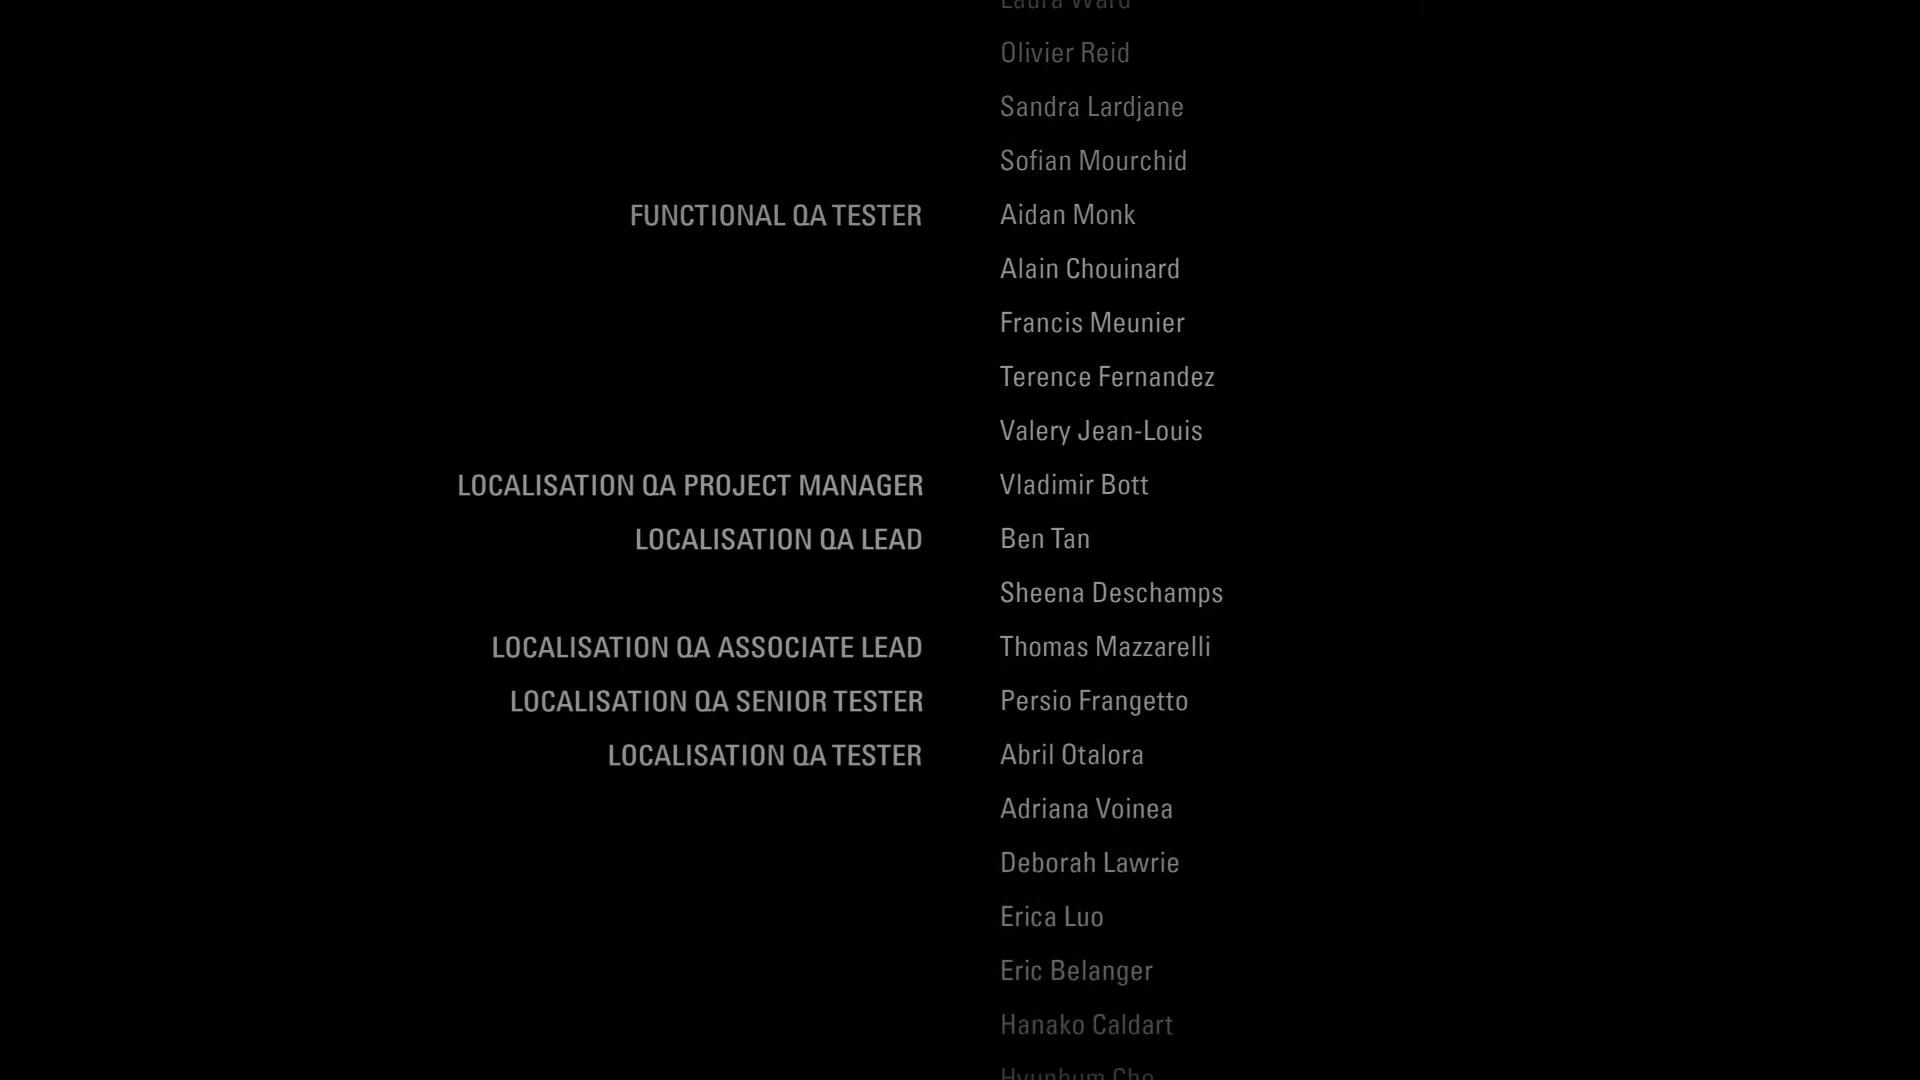 Laura Ward
Olivier Reid
Sandra Lardjane
Sofian Mourchid
FUNCTIONAL QA TESTER Aidan Monk
Alain Chouinard
Francis Meunier
Terence Fernandez
Valery Jean-Louis
LOCALISATION QA PROJECT MANAGER Vladimir Bott
LOCALISATION QA LEAD Ben Tan
Sheena Deschamps
LOCALISATION QA ASSOCIATE LEAD Thomas Mazzarelli
LOCALISATION QA SENIOR TESTER Persio Frangetto
LOCALISATION QA TESTER Abril Otalora
Adriana Voinea
Deborah Lawrie
Erica Luo
Eric Belanger
Hanako Caldart